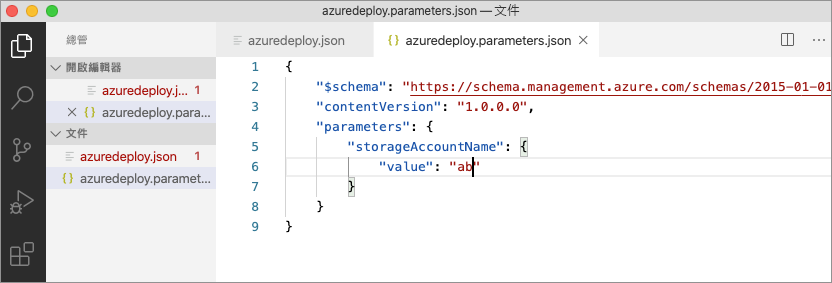 azuredeploy.parameters.json — 文件
總管
開啟編輯器
azuredeploy.j... 1
{} azuredeploy.para...
文件
azuredeploy.json 1
{} azuredeploy.paramet...
azuredeploy.json
azuredeploy.parameters.json
1 {
2 "$schema": "https://schema.management.azure.com/schemas/2015-01-01
3 "contentVersion": "1.0.0.0",
4 "parameters": {
5 "storageAccountName": {
6 "value": "ab"
7 }
8 }
9 }